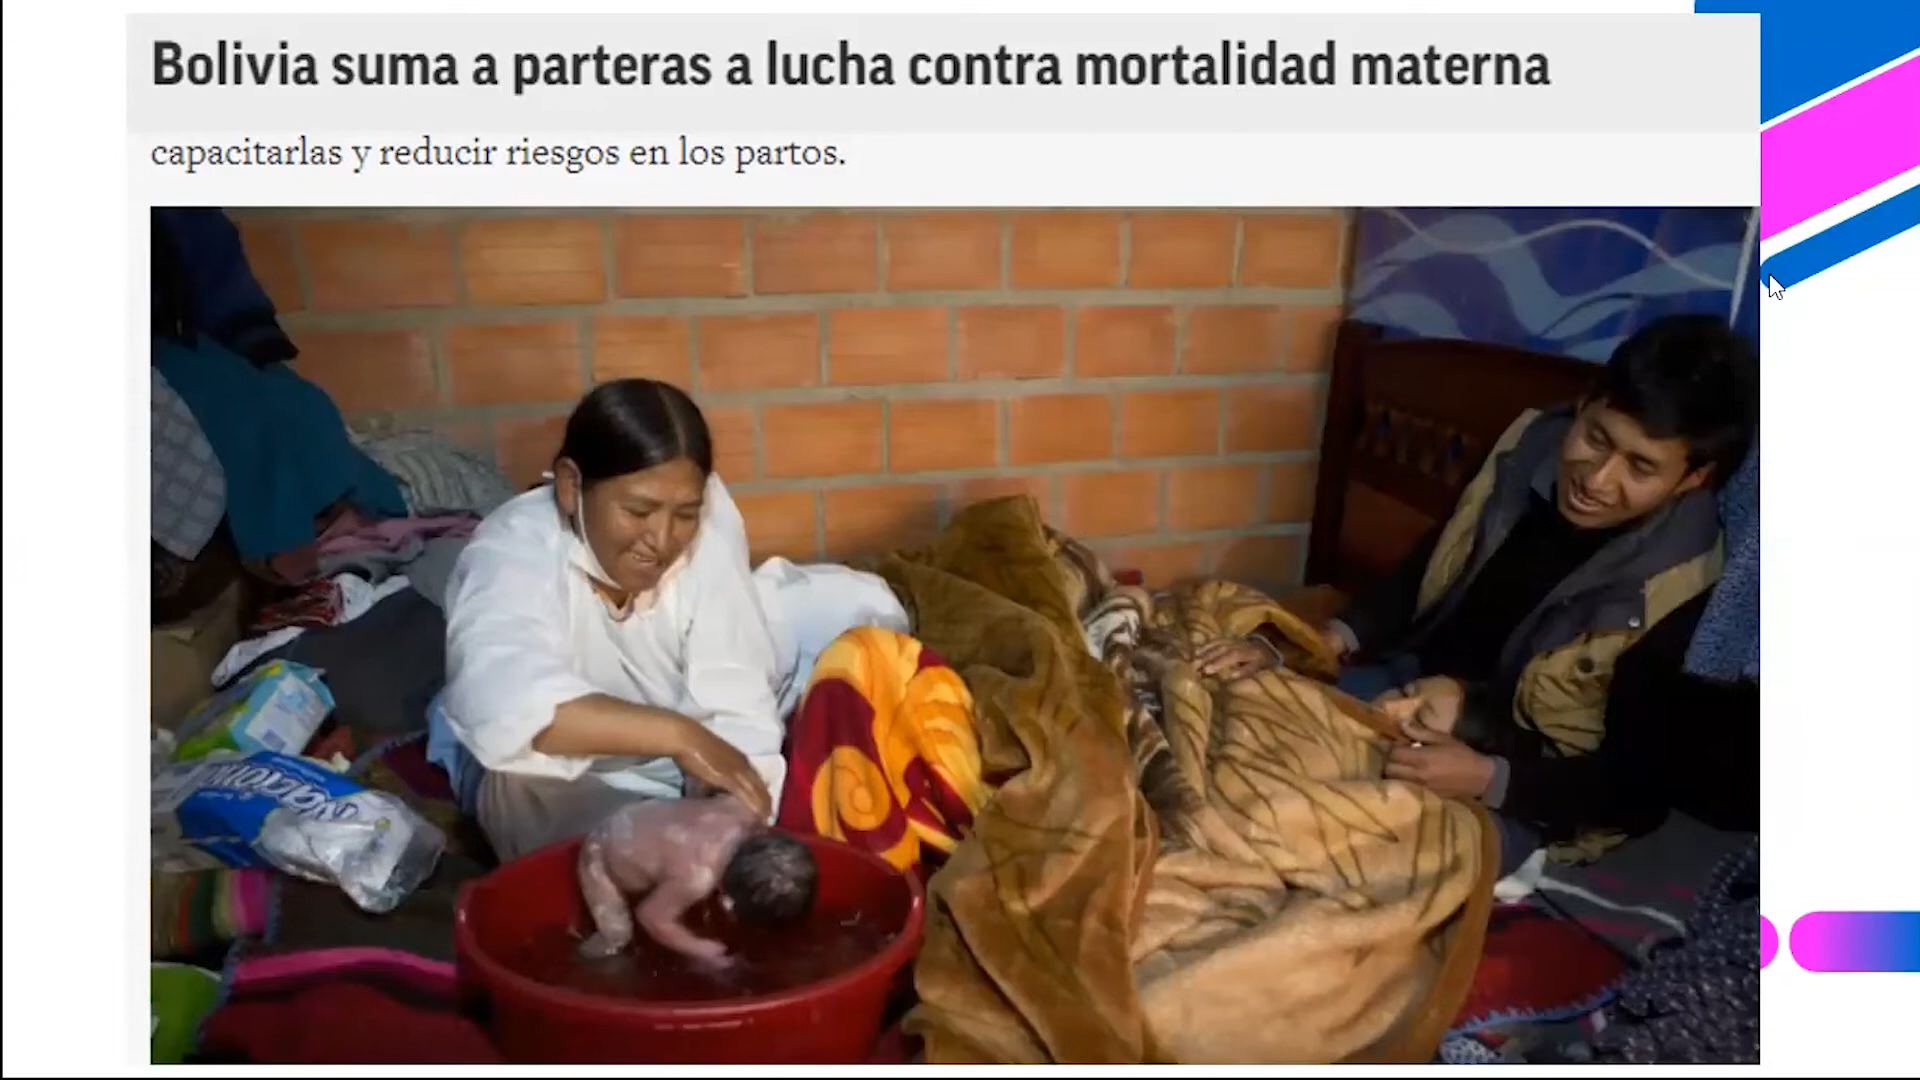 Bolivia suma a parteras a lucha contra mortalidad materna
capacitarlas y reducir riesgos en los partos.